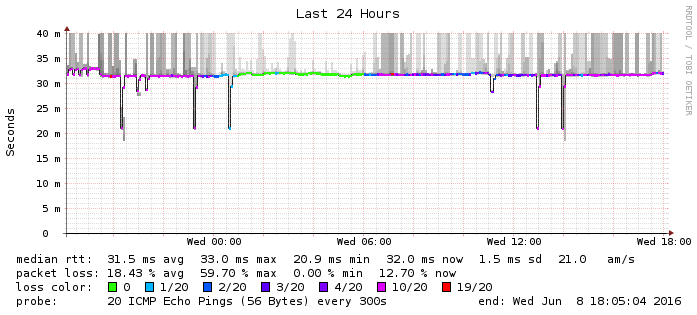 Last 24 Hours
RRDTOOL / TOBI OETIKER
Seconds
40 m
35 m
30 m
25 m
20 m
15 m
10 m
5 m
0
Wed 00:00 Wed 06:00 Wed 12:00 Wed 18:00
median rtt: 31.5 ms avg 33.0 ms max 20.9 ms min 32.0 ms now 1.5 ms sd 21.0 am/s
packet loss: 18.43 % avg 59.70 % max 0.00 % min 12.70 % now
loss color: 0 1/20 2/20 3/20 4/20 10/20 19/20
probe: 20 ICMP Echo Pings (56 Bytes) every 300s end: Wed Jun 8 18:05:04 2016